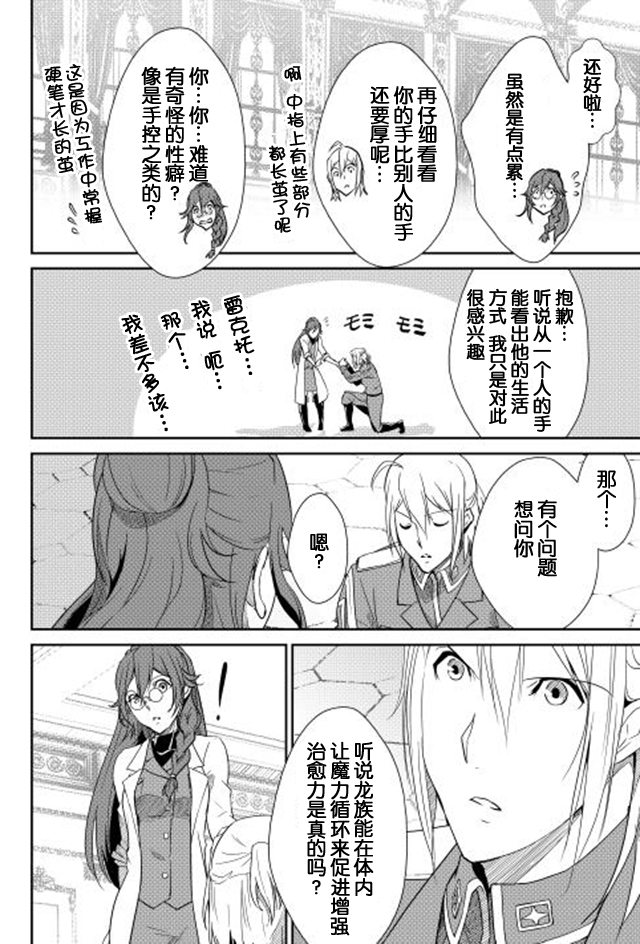 还好啦…
虽然是有点累…
再仔细看看
你的手比别人的手
还要厚呢…
啊 中指上有些部分
都长茧了呢
你…你…难道
有奇怪的性癖？
像是手控之类的？
这是因为工作中常握
硬笔才长的茧
抱歉…
听说从一个人的手
能看出他的生活
方式 我只是对此
很感兴趣
モミ モミ
雷克托…
我说 呃…
那个…
我差不多该…
那个…
有个问题
想问你
嗯？
听说龙族能在体内
让魔力循环来促进增强
治愈力是真的吗？
！